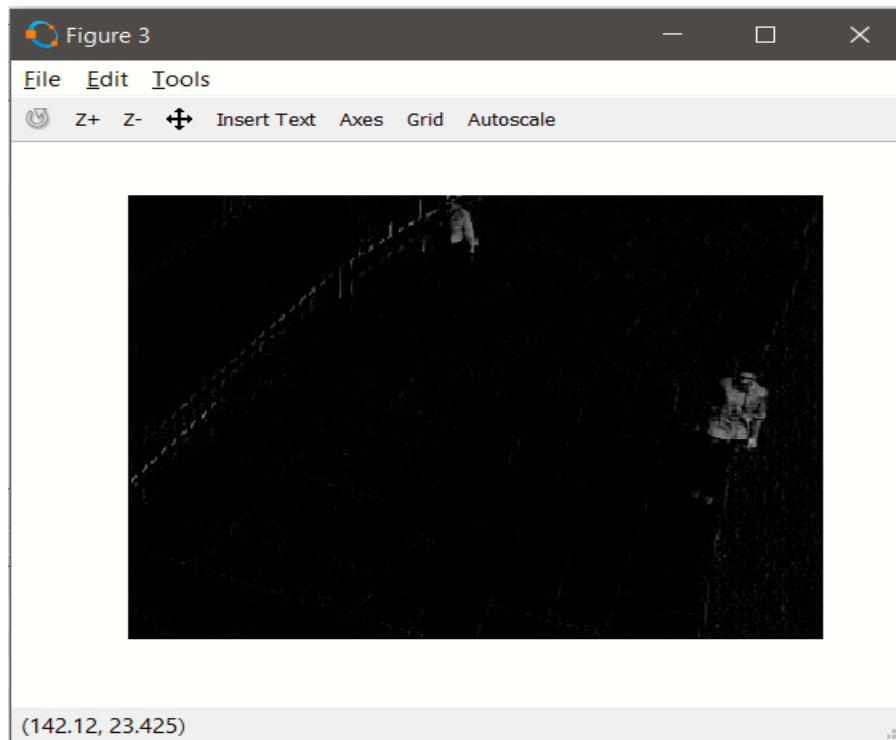 Figure 3
File Edit Tools
Z+ Z- Insert Text Axes Grid Autoscale
(142.12, 23.425)